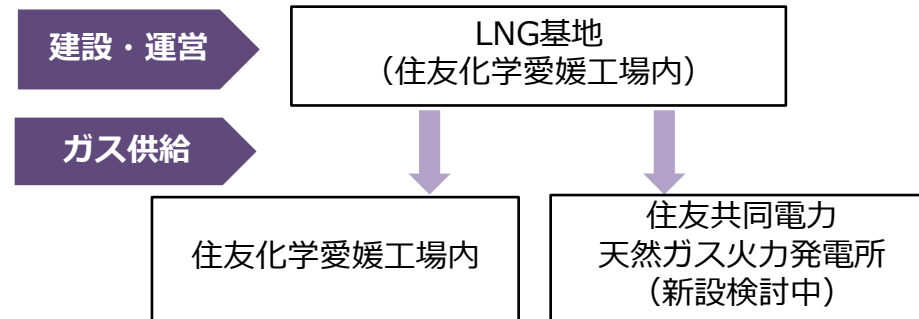 建設・運営
LNG基地
（住友化学愛媛工場内）
ガス供給
住友化学愛媛工場内
住友共同電力
天然ガス火力発電所
（新設検討中）